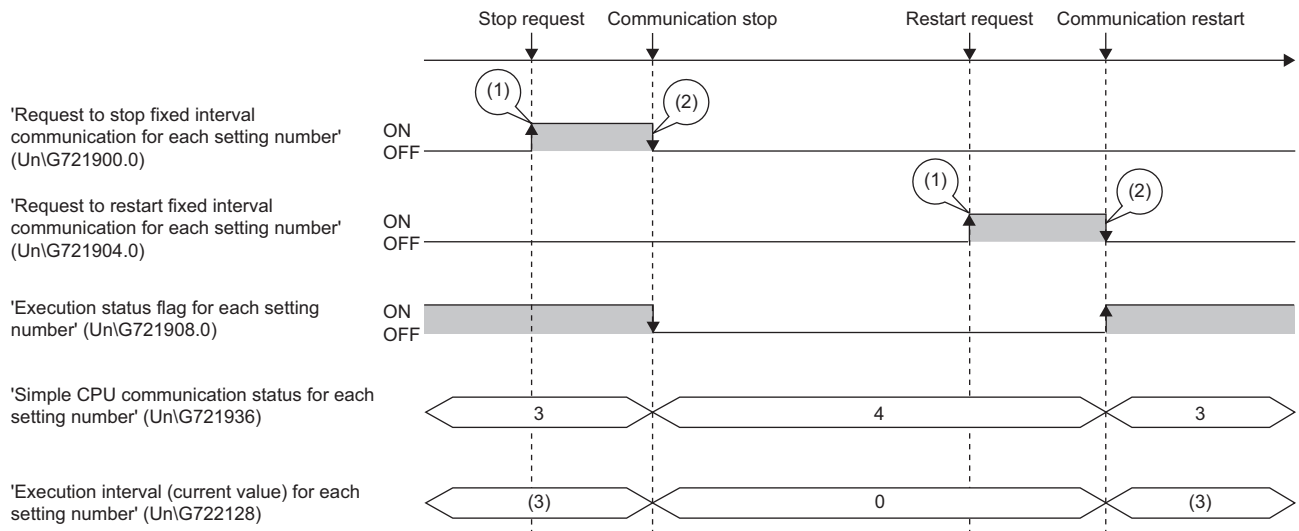 Stop request Communication stop Restart request Communication restart
(1) (2)
'Request to stop fixed interval
communication for each setting number'
(Un\G721900.0)
ON
OFF
(1) (2)
'Request to restart fixed interval
communication for each setting number'
(Un\G721904.0)
ON
OFF
'Execution status flag for each setting
number' (Un\G721908.0)
ON
OFF
'Simple CPU communication status for each
setting number' (Un\G721936)
3 4 3
'Execution interval (current value) for each
setting number' (Un\G722128)
(3) 0 (3)